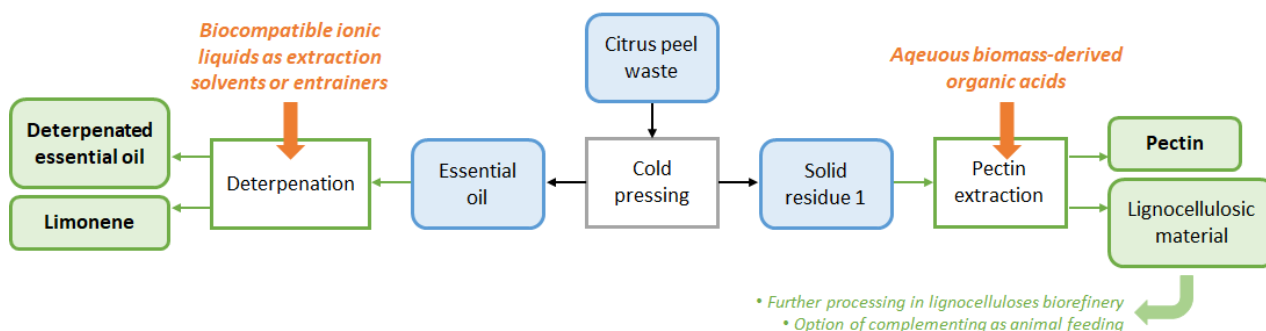 Biocompatible ionic
liquids as extraction
solvents or entrainers
Citrus peel
waste
Aqeuous biomass-derived
organic acids
Deterpenated
essential oil
Limonene
Deterpenation
Essential
oil
Cold
pressing
Solid
residue 1
Pectin
extraction
Pectin
Lignocellulosic
material
• Further processing in lignocelluloses biorefinery
• Option of complementing as animal feeding